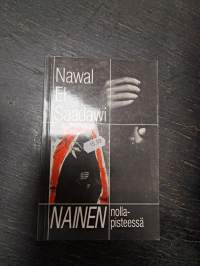 Nawal
El
Saadawi
NAINEN
nolla-
pisteessä